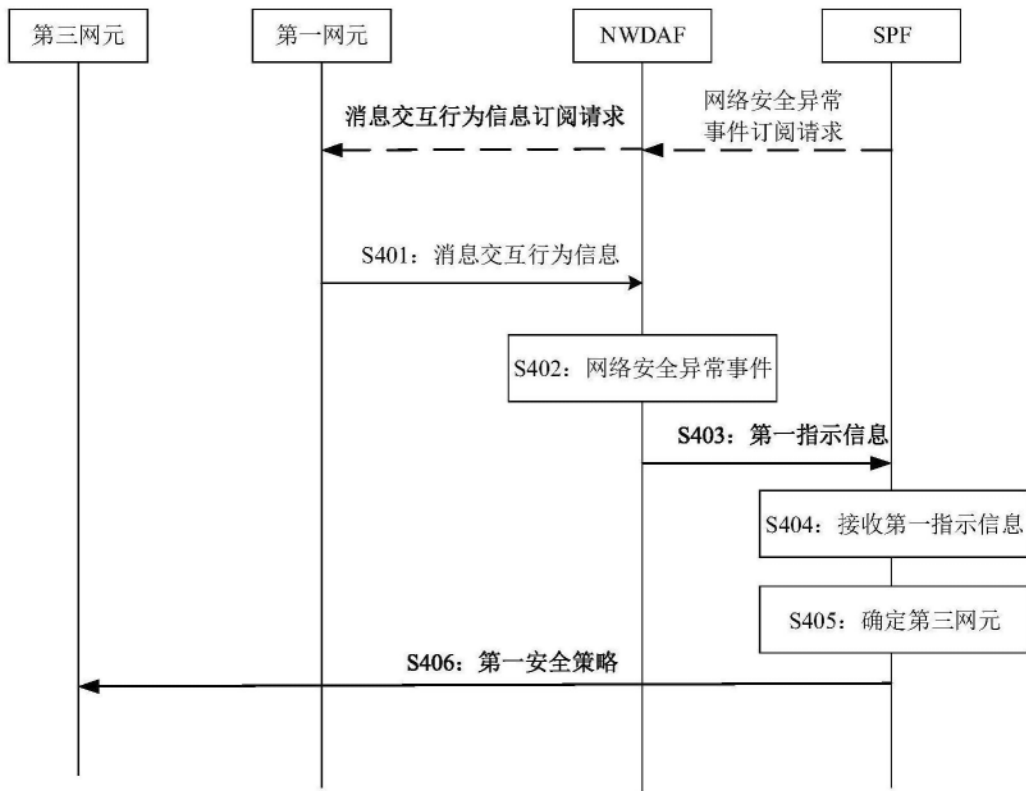 第三网元
第一网元
NWDAF
SPF
消息交互行为信息订阅请求
网络安全异常
事件订阅请求
S401：消息交互行为信息
S402：网络安全异常事件
S403：第一指示信息
S404：接收第一指示信息
S405：确定第三网元
S406：第一安全策略